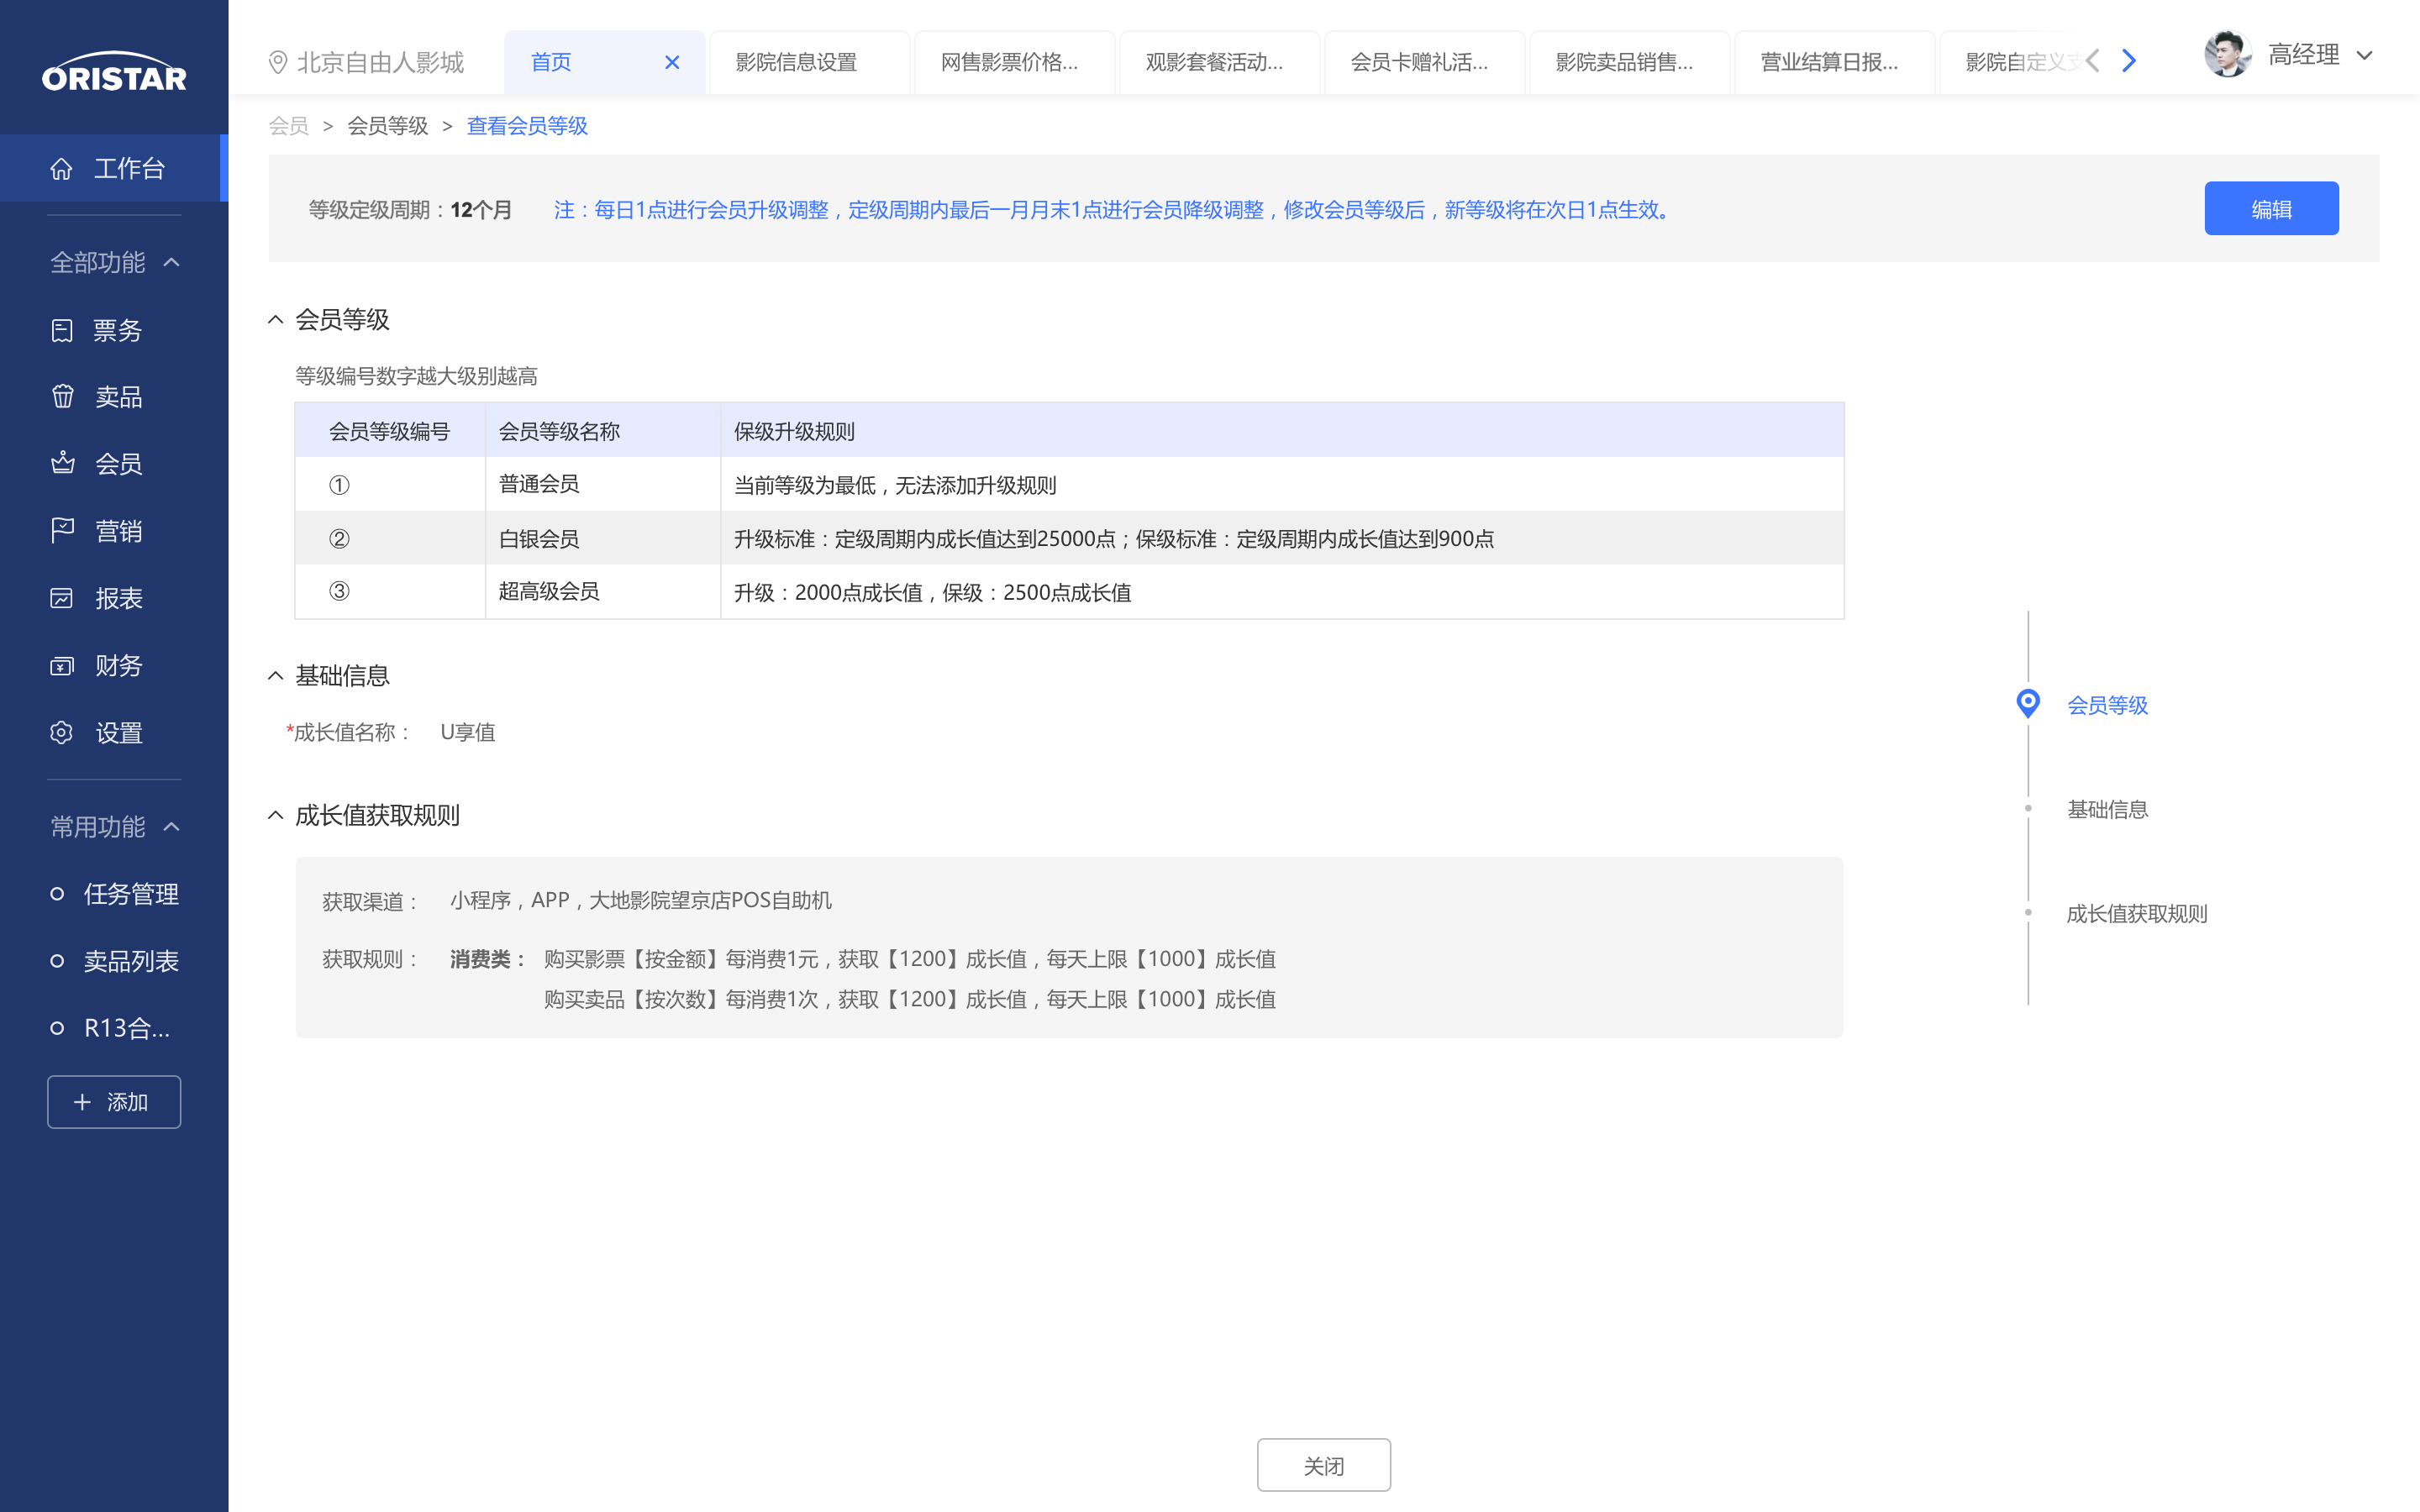 ORISTAR
北京自由人影城
首页
影院信息设置
网售影票价格...
观影套餐活动...
会员卡赠礼活...
影院卖品销售...
营业结算日报...
影院自定义支
高经理
工作台
全部功能
票务
卖品
会员
营销
报表
财务
设置
常用功能
任务管理
卖品列表
R13合...
添加
会员 > 会员等级 > 查看会员等级
等级定级周期：12个月 注：每日1点进行会员升级调整，定级周期内最后一月月末1点进行会员降级调整，修改会员等级后，新等级将在次日1点生效。
编辑
会员等级
等级编号数字越大级别越高
会员等级编号 会员等级名称 保级升级规则
① 普通会员 当前等级为最低，无法添加升级规则
② 白银会员 升级标准：定级周期内成长值达到25000点；保级标准：定级周期内成长值达到900点
③ 超高级会员 升级：2000点成长值，保级：2500点成长值
基础信息
*成长值名称： U享值
成长值获取规则
获取渠道： 小程序，APP，大地影院望京店POS自助机
获取规则： 消费类： 购买影票【按金额】每消费1元，获取【1200】成长值，每天上限【1000】成长值
购买卖品【按次数】每消费1次，获取【1200】成长值，每天上限【1000】成长值
会员等级
基础信息
成长值获取规则
关闭